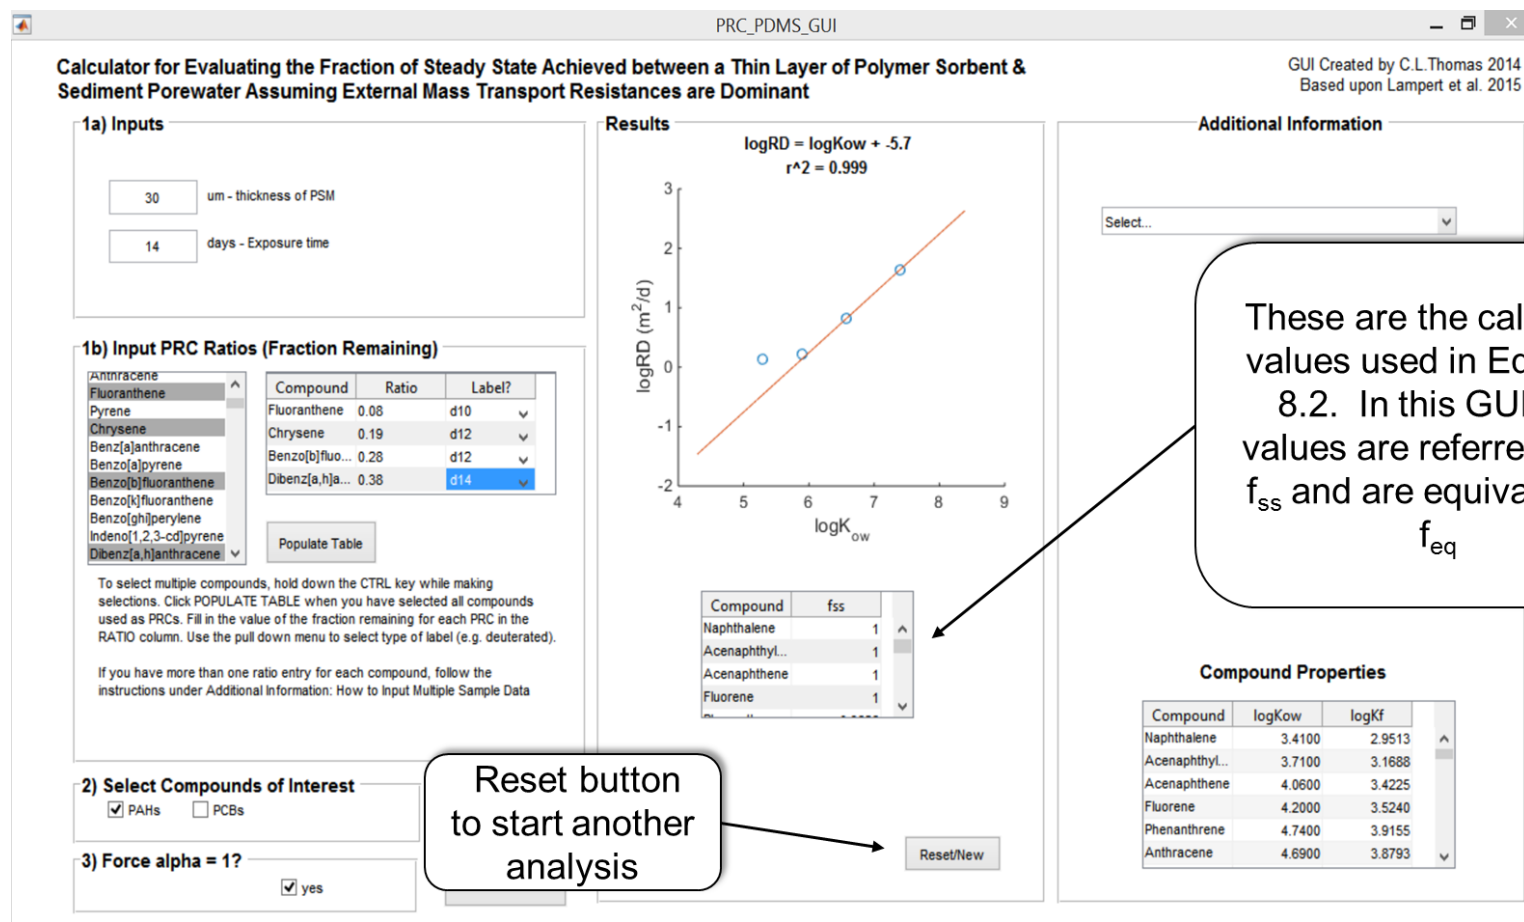 PRC_PDMS_GUI
Calculator for Evaluating the Fraction of Steady State Achieved between a Thin Layer of Polymer Sorbent &
Sediment Porewater Assuming External Mass Transport Resistances are Dominant
GUI Created by C.L.Thomas 2014
Based upon Lampert et al. 2015
1a) Inputs
30 um - thickness of PSM
14 days - Exposure time
1b) Input PRC Ratios (Fraction Remaining)
Anthracene
Fluoranthene
Pyrene
Chrysene
Benz[a]anthracene
Benzo[a]pyrene
Benzo[b]fluoranthene
Benzo[k]fluoranthene
Benzo[ghi]perylene
Indeno[1,2,3-cd]pyrene
Dibenz[a,h]anthracene
Compound Ratio Label?
Fluoranthene 0.08 d10
Chrysene 0.19 d12
Benzo[b]fluo... 0.28 d12
Dibenz[a,h]a... 0.38 d14
Populate Table
To select multiple compounds, hold down the CTRL key while making
selections. Click POPULATE TABLE when you have selected all compounds
used as PRCs. Fill in the value of the fraction remaining for each PRC in the
RATIO column. Use the pull down menu to select type of label (e.g. deuterated).
If you have more than one ratio entry for each compound, follow the
instructions under Additional Information: How to Input Multiple Sample Data
2) Select Compounds of Interest
PAHs PCBs
3) Force alpha = 1?
yes
Reset button
to start another
analysis
Results
logRD = logKow + -5.7
r^2 = 0.999
3
2
1
0
-1
-2
logRD (m²/d)
4 5 6 7 8 9
logK_ow
Compound fss
Naphthalene 1
Acenaphthyl... 1
Acenaphthene 1
Fluorene 1
Reset/New
Additional Information
Select...
These are the cal
values used in Ec
8.2. In this GUI
values are referre
f_ss and are equiva
f_eq
Compound Properties
Compound logKow logKf
Naphthalene 3.4100 2.9513
Acenaphthyl... 3.7100 3.1688
Acenaphthene 4.0600 3.4225
Fluorene 4.2000 3.5240
Phenanthrene 4.7400 3.9155
Anthracene 4.6900 3.8793